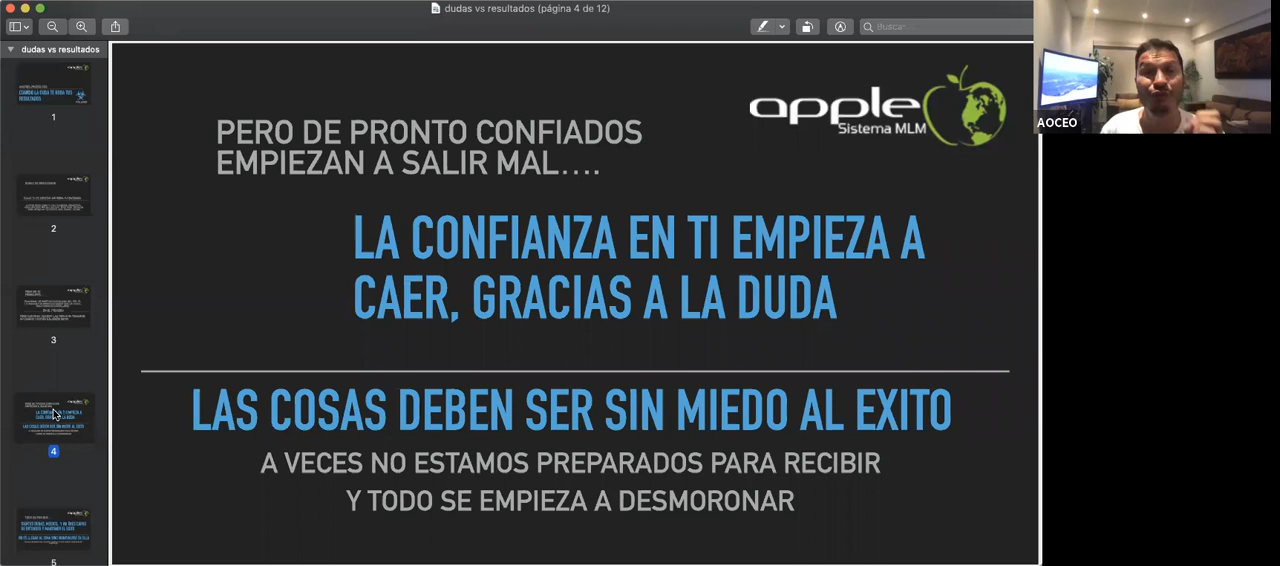 dudas vs resultados (página 4 de 12)
Buscar
dudas vs resultados
1
2
3
4
5
apple
Sistema MLM
PERO DE PRONTO CONFIADOS
EMPIEZAN A SALIR MAL....
LA CONFIANZA EN TI EMPIEZA A
CAER, GRACIAS A LA DUDA
LAS COSAS DEBEN SER SIN MIEDO AL EXITO
A VECES NO ESTAMOS PREPARADOS PARA RECIBIR
Y TODO SE EMPIEZA A DESMORONAR
AOCEO